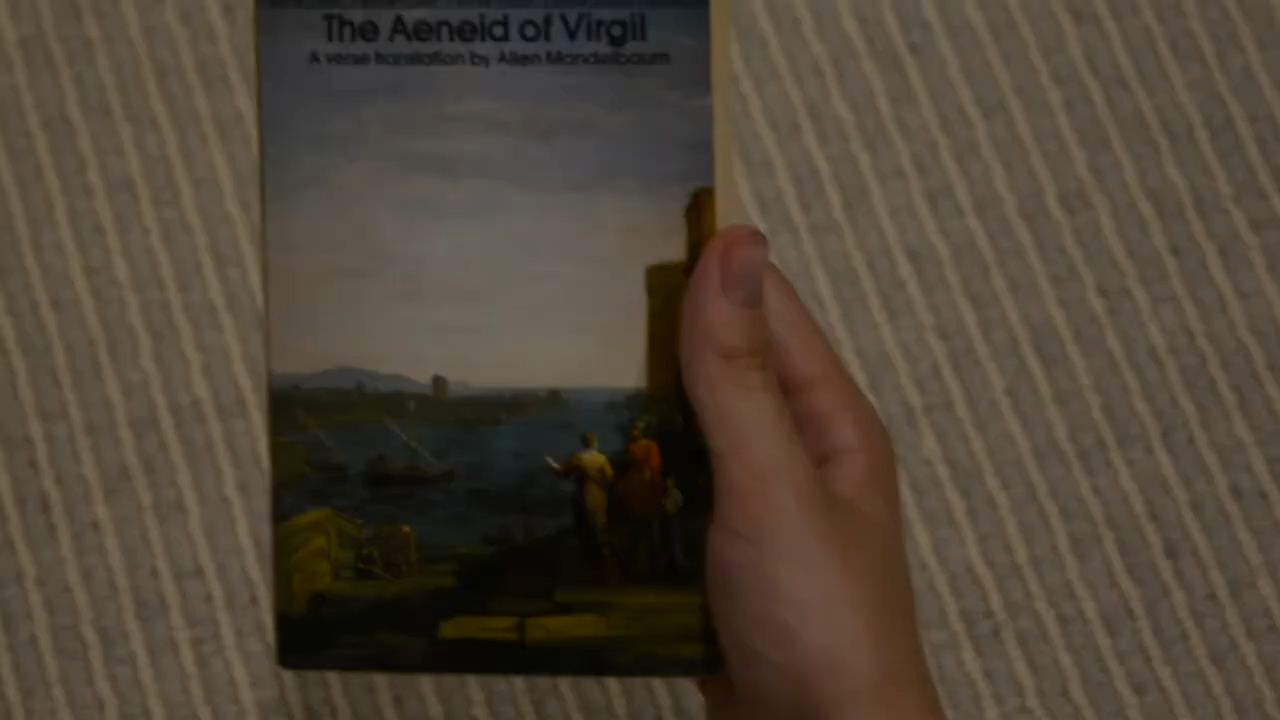 The Aeneid of Virgil
A verse translation by Allen Mandelbaum